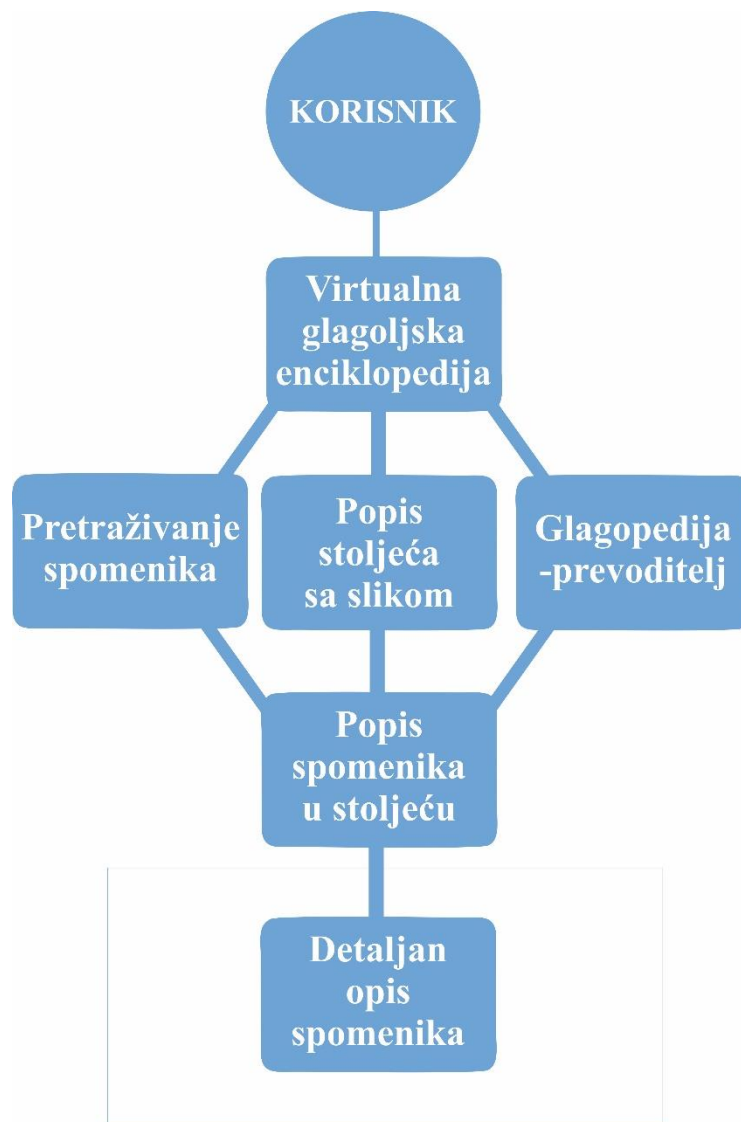 KORISNIK
Virtualna
glagoljska
enciklopedija
Pretraživanje
spomenika
Popis
stoljeća
sa slikom
Glagopedija
-prevoditelj
Popis
spomenika
u stoljeću
Detaljan
opis
spomenika